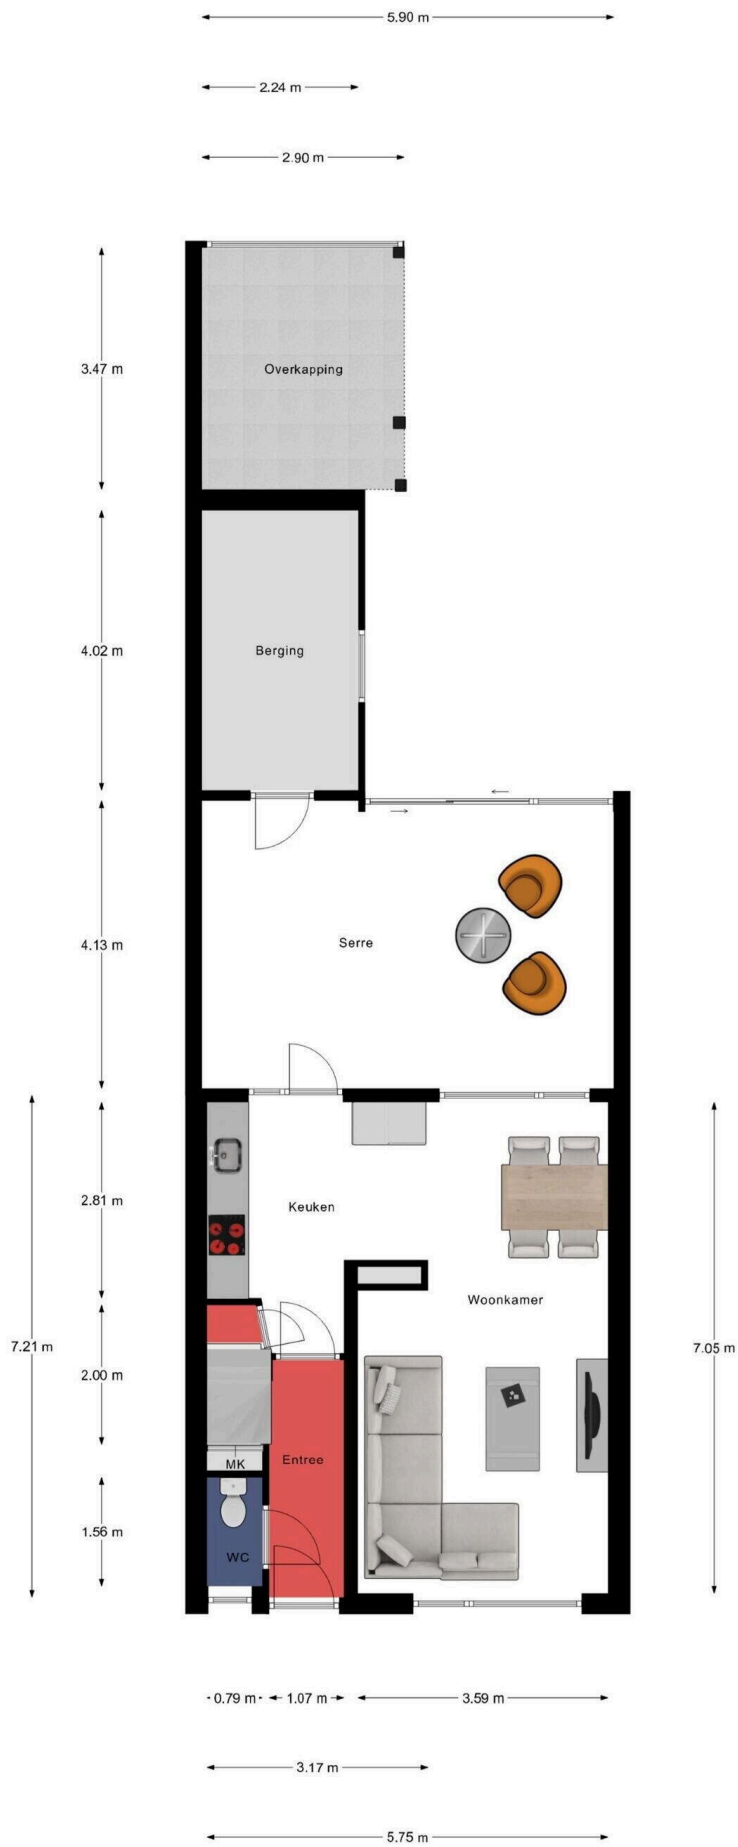 5.90 m
2.24 m
2.90 m
3.47 m
Overkapping
4.02 m
Berging
4.13 m
Serre
2.81 m
Keuken
Woonkamer
7.21 m
7.05 m
2.00 m
Entree
MK
1.56 m
WC
0.79 m
1.07 m
3.59 m
3.17 m
5.75 m